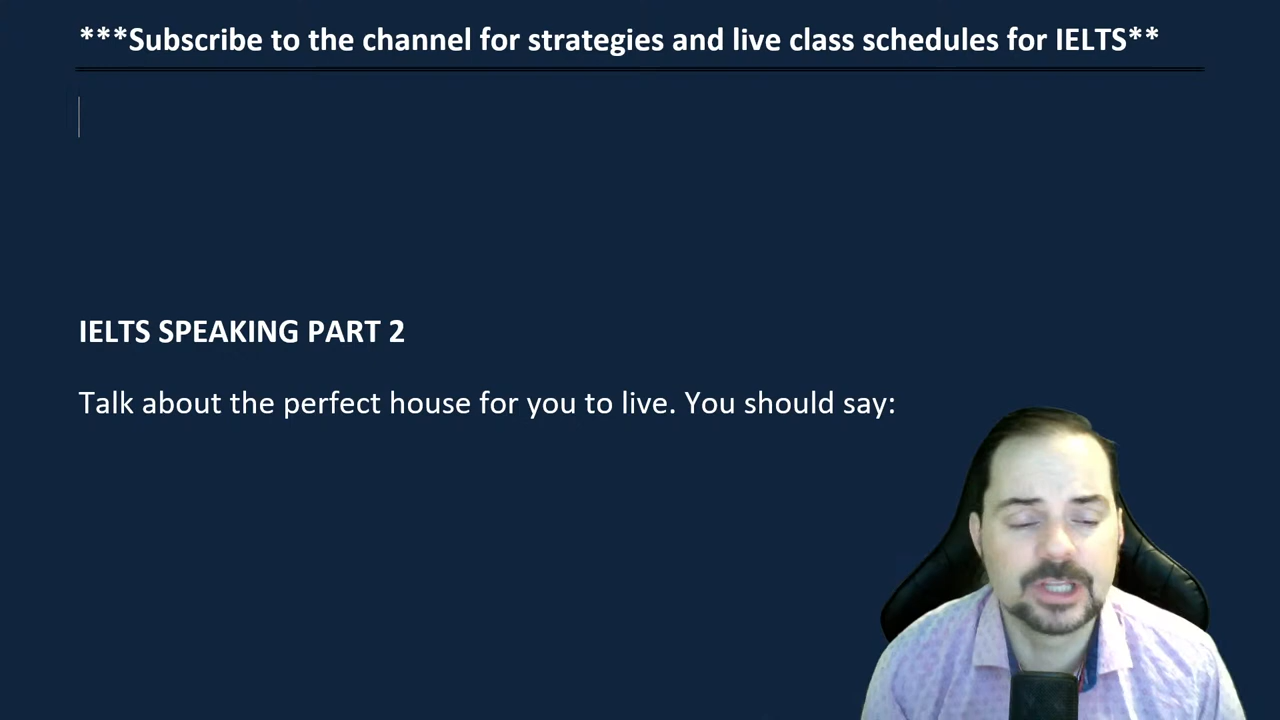 ***Subscribe to the channel for strategies and live class schedules for IELTS**
IELTS SPEAKING PART 2
Talk about the perfect house for you to live. You should say: